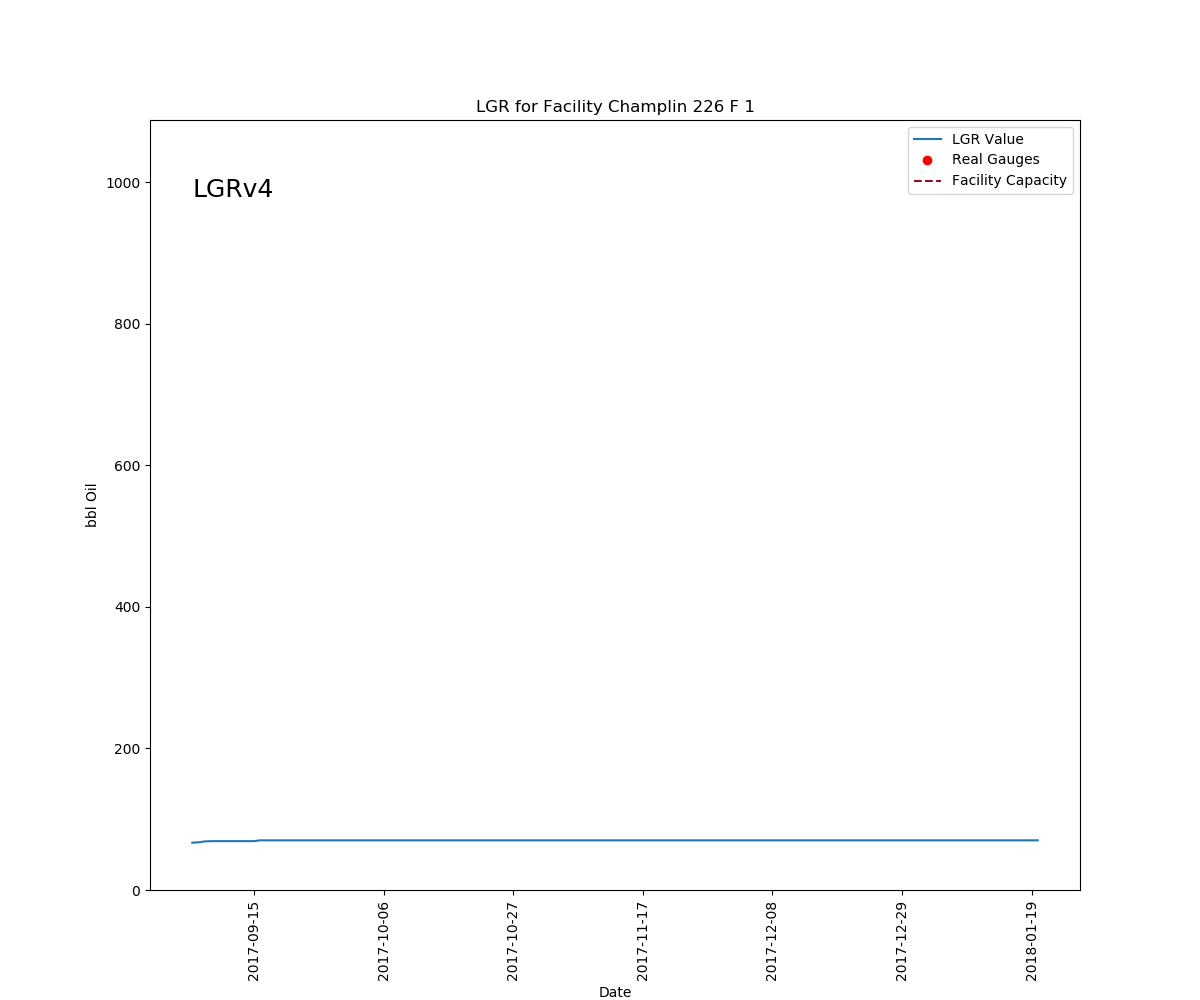 LGR for Facility Champlin 226 F 1
LGR Value
Real Gauges
Facility Capacity
LGRv4
1000
800
600
400
200
0
bbl Oil
2017-09-15
2017-10-06
2017-10-27
2017-11-17
2017-12-08
2017-12-29
2018-01-19
Date